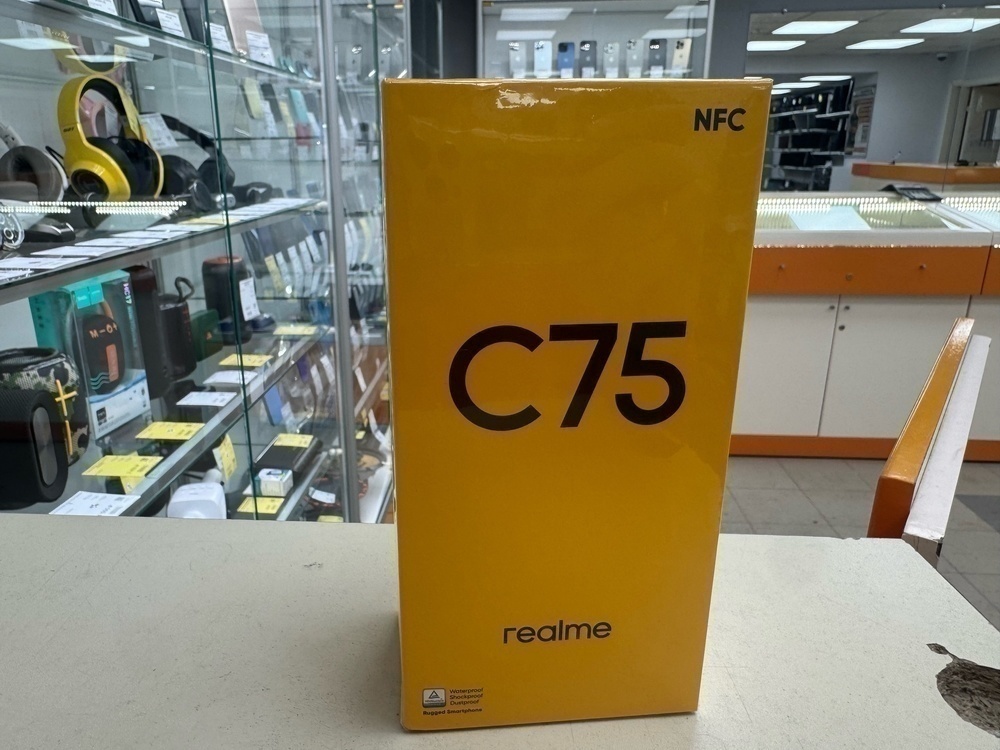 NFC
C75
realme
Waterproof
Shockproof
Dustproof
Rugged Smartphone